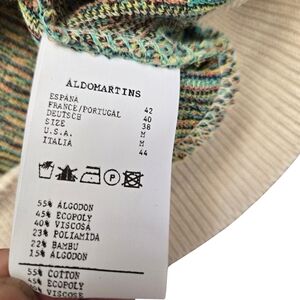 ALDOMARTINS
ESPAÑA 42
FRANCE/PORTUGAL 40
DEUTSCH 38
SIZE M
U.S.A. M
ITALIA 44
P
55% ALGODON
45% ECOPOLY
40% VISCOSA
23% POLIAMIDA
22% BAMBU
15% ALGODON
55% COTTON
45% ECOPOLY
VISCOSE